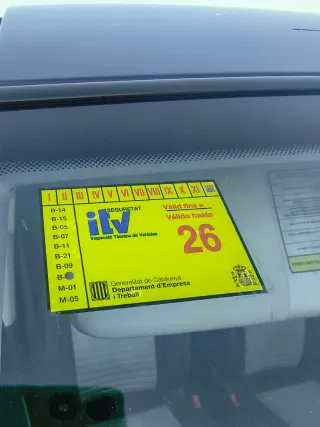 I II III IV V VI VII VIII IX X XI
B-14
B-15
B-05
B-07
B-11
B-21
B-09
M-01
M-05
SEGURETAT
itv
Inspecció Tècnica de Vehicles
Vàlid fins a
Válido hasta
26
Generalitat de Catalunya
Departament d'Empresa
i Treball